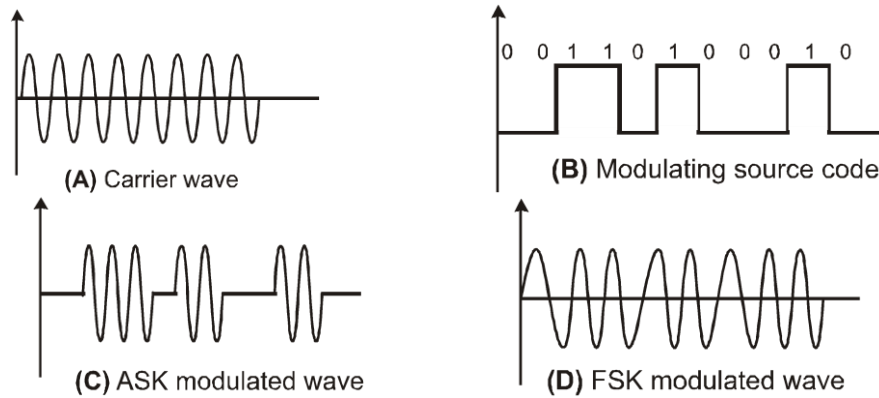 0 0 1 1 0 1 0 0 0 1 0
(A) Carrier wave
(B) Modulating source code
(C) ASK modulated wave
(D) FSK modulated wave